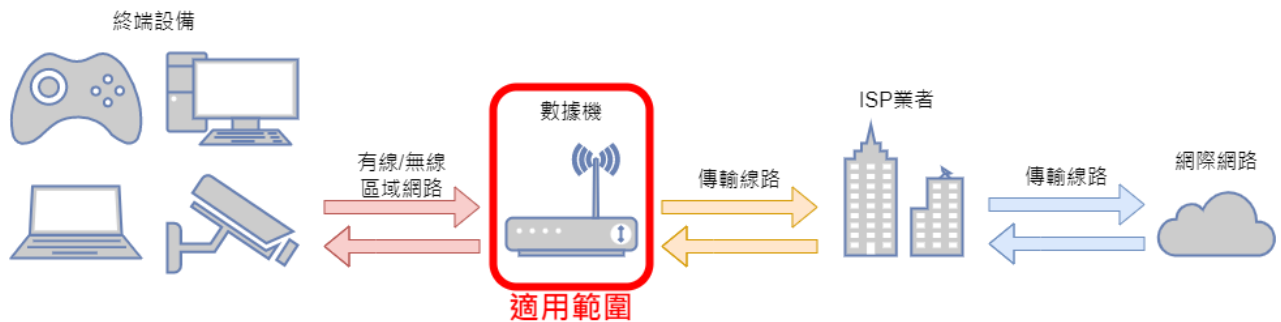 終端設備
有線/無線
區域網路
數據機
適用範圍
傳輸線路
ISP業者
傳輸線路
網際網路